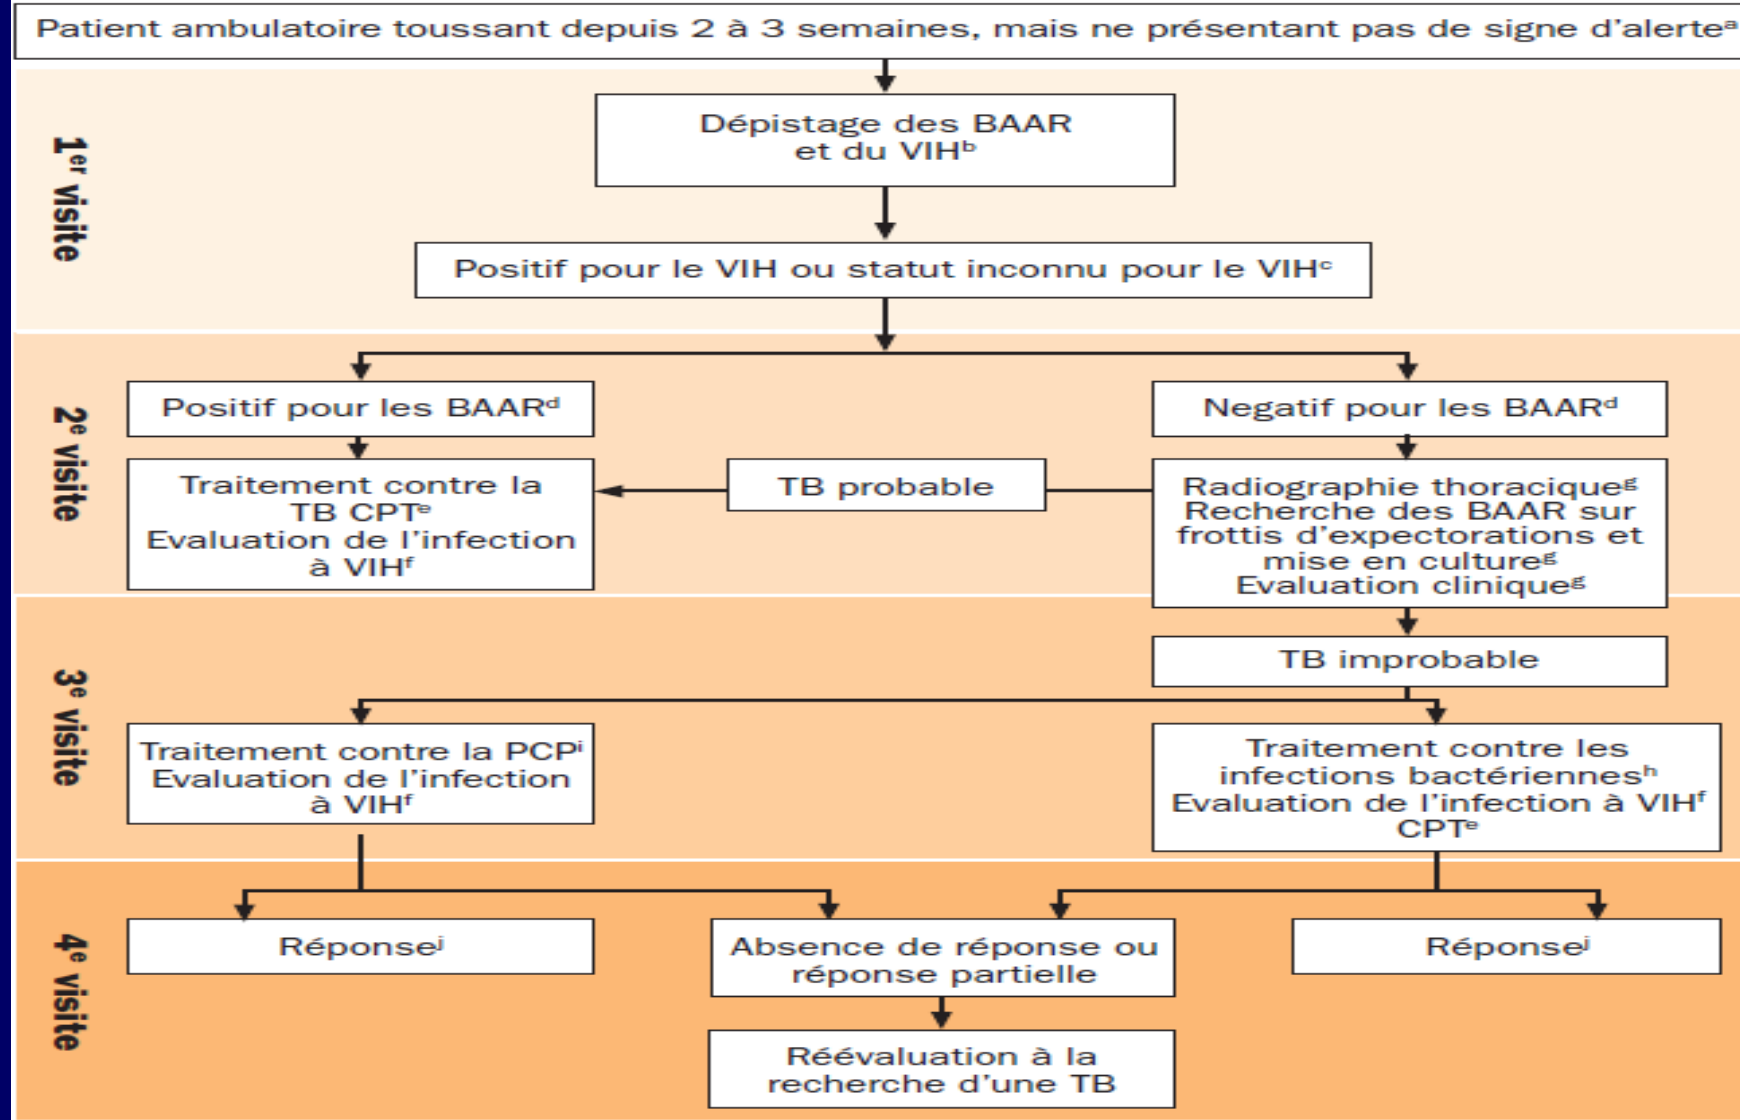 Patient ambulatoire toussant depuis 2 à 3 semaines, mais ne présentant pas de signe d'alerteᵃ
1er visite
Dépistage des BAAR
et du VIHᵇ
Positif pour le VIH ou statut inconnu pour le VIHᶜ
2e visite
Positif pour les BAARᵈ
Negatif pour les BAARᵈ
Traitement contre la
TB CPTᵉ
Evaluation de l'infection
à VIHᶠ
TB probable
Radiographie thoraciqueᵍ
Recherche des BAAR sur
frottis d'expectorations et
mise en cultureᵍ
Evaluation cliniqueᵍ
3e visite
TB improbable
Traitement contre la PCPⁱ
Evaluation de l'infection
à VIHᶠ
Traitement contre les
infections bactériennesʰ
Evaluation de l'infection à VIHᶠ
CPTᵉ
4e visite
Réponseʲ
Absence de réponse ou
réponse partielle
Réponseʲ
Réévaluation à la
recherche d'une TB